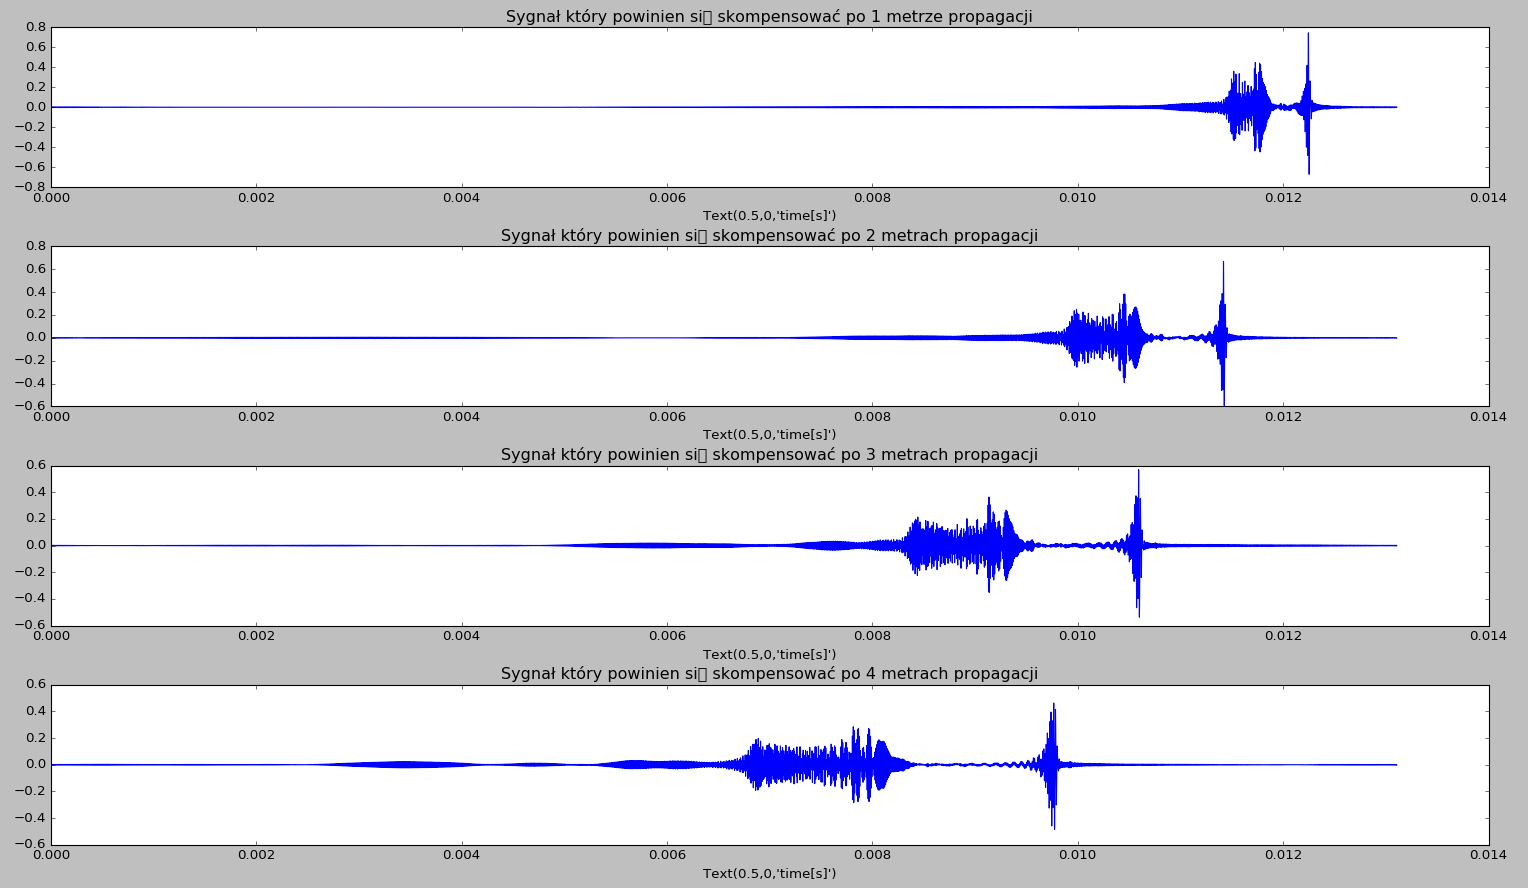 Sygnał który powinien si▯ skompensować po 1 metrze propagacji
0.8
0.6
0.4
0.2
0.0
−0.2
−0.4
−0.6
−0.8
0.000 0.002 0.004 0.006 0.008 0.010 0.012 0.014
Text(0.5,0,'time[s]')
Sygnał który powinien si▯ skompensować po 2 metrach propagacji
0.8
0.6
0.4
0.2
0.0
−0.2
−0.4
−0.6
0.000 0.002 0.004 0.006 0.008 0.010 0.012 0.014
Text(0.5,0,'time[s]')
Sygnał który powinien si▯ skompensować po 3 metrach propagacji
0.6
0.4
0.2
0.0
−0.2
−0.4
−0.6
0.000 0.002 0.004 0.006 0.008 0.010 0.012 0.014
Text(0.5,0,'time[s]')
Sygnał który powinien si▯ skompensować po 4 metrach propagacji
0.6
0.4
0.2
0.0
−0.2
−0.4
−0.6
0.000 0.002 0.004 0.006 0.008 0.010 0.012 0.014
Text(0.5,0,'time[s]')